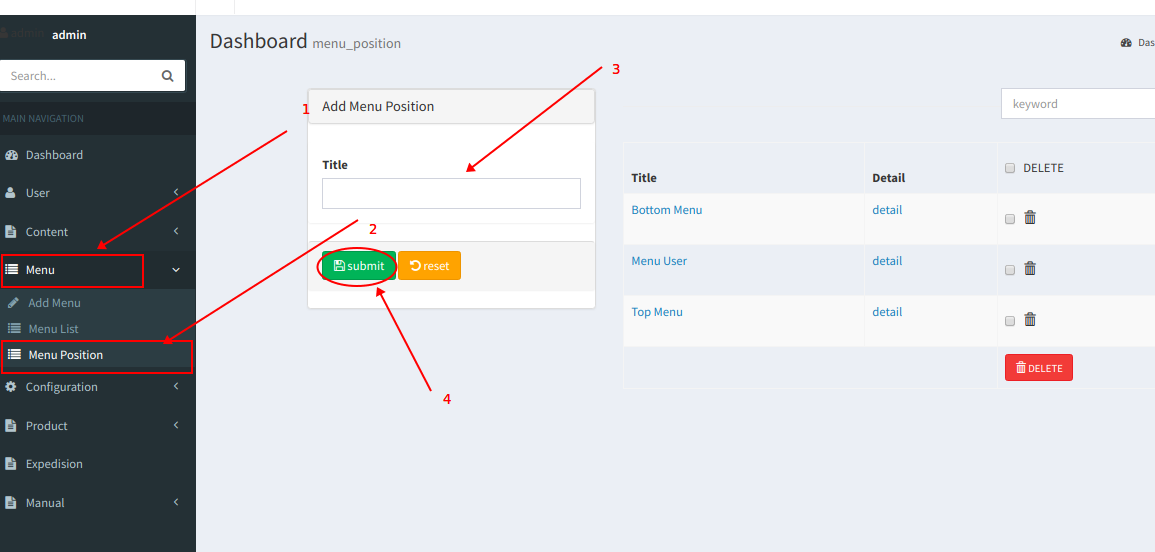 admin admin
Search...
MAIN NAVIGATION
Dashboard
User
Content
Menu
Add Menu
Menu List
Menu Position
Configuration
Product
Expedision
Manual
Dashboard menu_position
Das
1
2
3
4
Add Menu Position
Title
submit reset
keyword
Title Detail DELETE
Bottom Menu detail
Menu User detail
Top Menu detail
DELETE